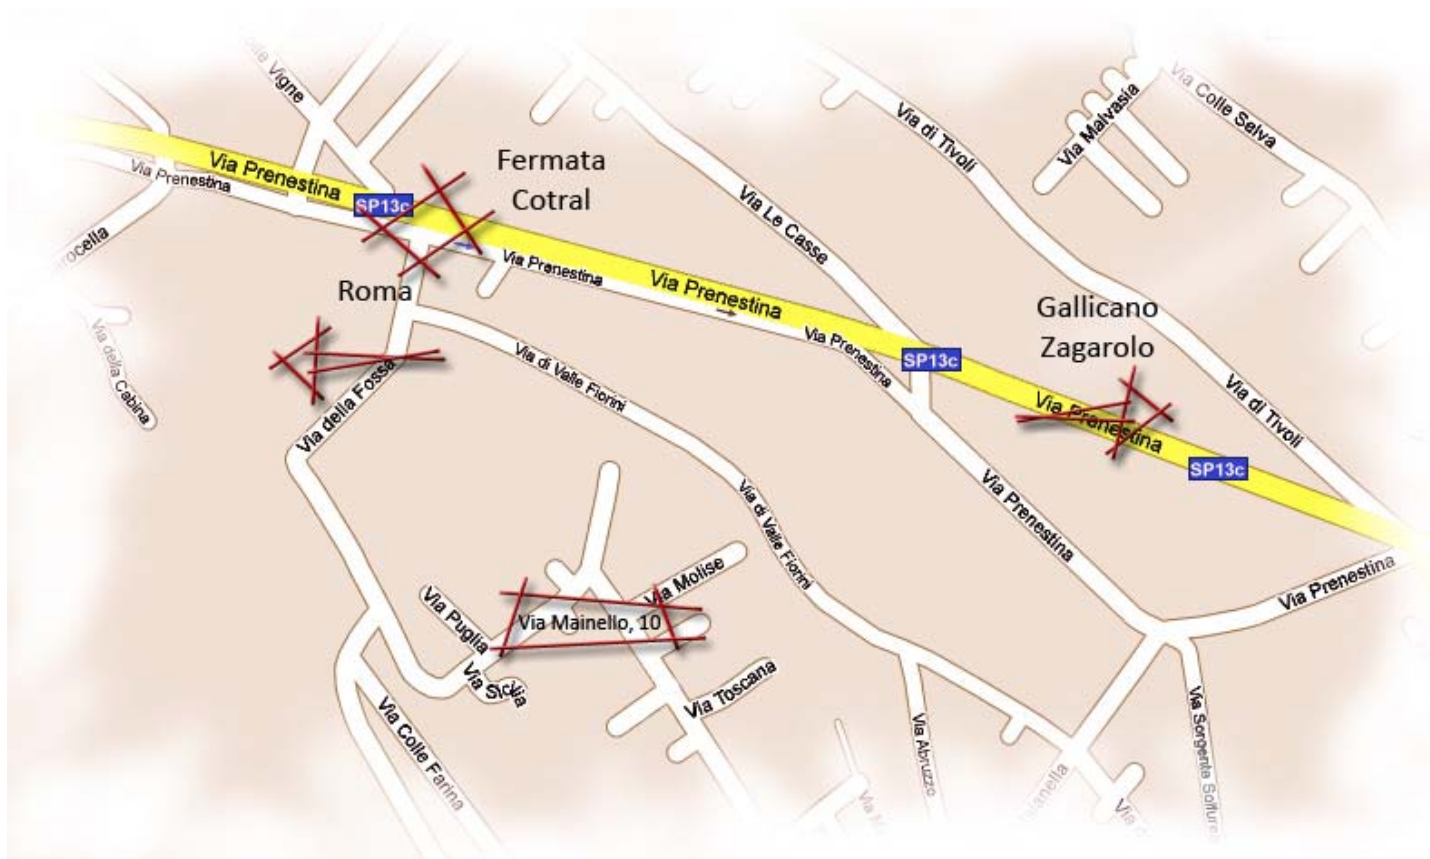 Vigne
Via Colle Selva
Via Malvasia
Via di Tivoli
Via Prenestina
Via Prenestina
Fermata
Cotral
SP13c
Via Le Casse
Via Prenestina
Via Prenestina
Roma
Gallicano
Zagarolo
Via della Cabina
Via Prenestina
SP13c
Via di Valle Fiorini
Via della Fossa
Via Prenestina
Via di Tivoli
SP13c
Via Prenestina
Via di Valle Fiorini
Via Molise
Via Prenestina
Via Puglia
Via Mainello, 10
Via Sicilia
Via Toscana
Via Colle Farina
Via Abruzzo
Via Sorgente Solfure